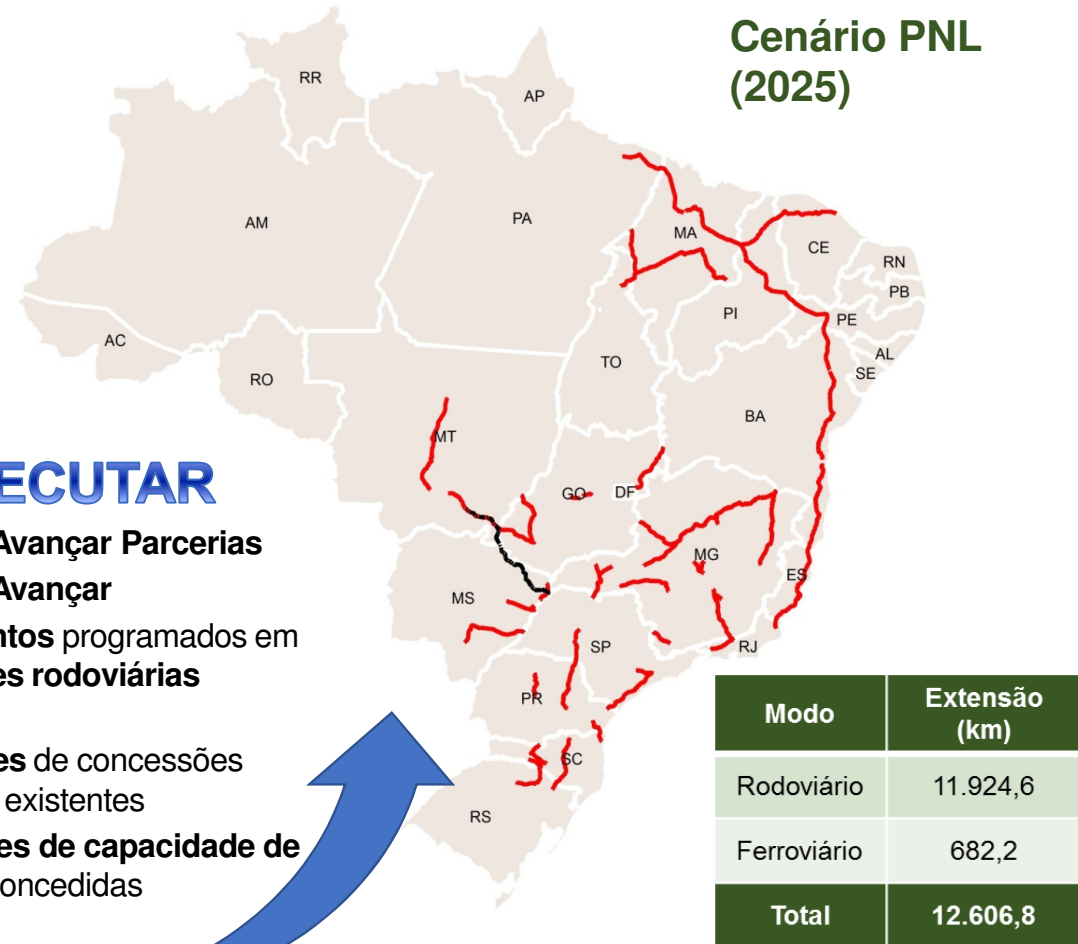 Cenário PNL
(2025)
RR
AP
AM
PA
MA
CE
RN
PB
PI
PE
AC
AL
TO
SE
RO
BA
MT
GO
DF
MG
ES
MS
SP
RJ
PR
SC
RS
ECUTAR
Avançar Parcerias
Avançar
ntos programados em
es rodoviárias
es de concessões
existentes
es de capacidade de
oncedidas
Modo Extensão
(km)
Rodoviário 11.924,6
Ferroviário 682,2
Total 12.606,8